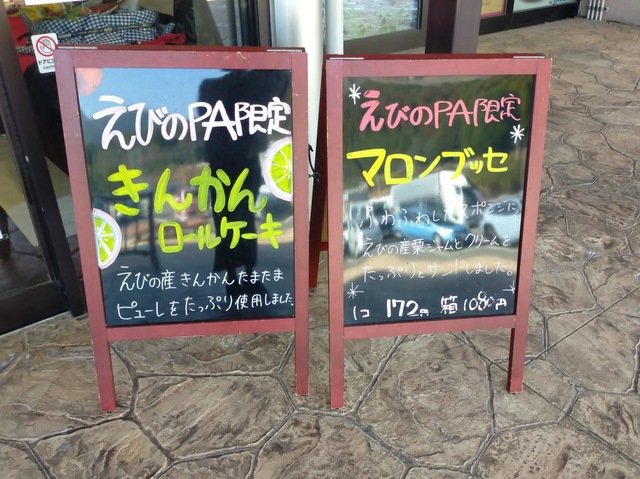 えびのPA限定
きんかん
ロールケーキ
えびの産きんかんたまたま
ピューレをたっぷり使用しました
えびのPA限定
マロンブッセ
ふわふわしたスポンジに
えびの産栗ジャムとクリームを
たっぷりとサンドしました。
1コ 172円 箱1080円